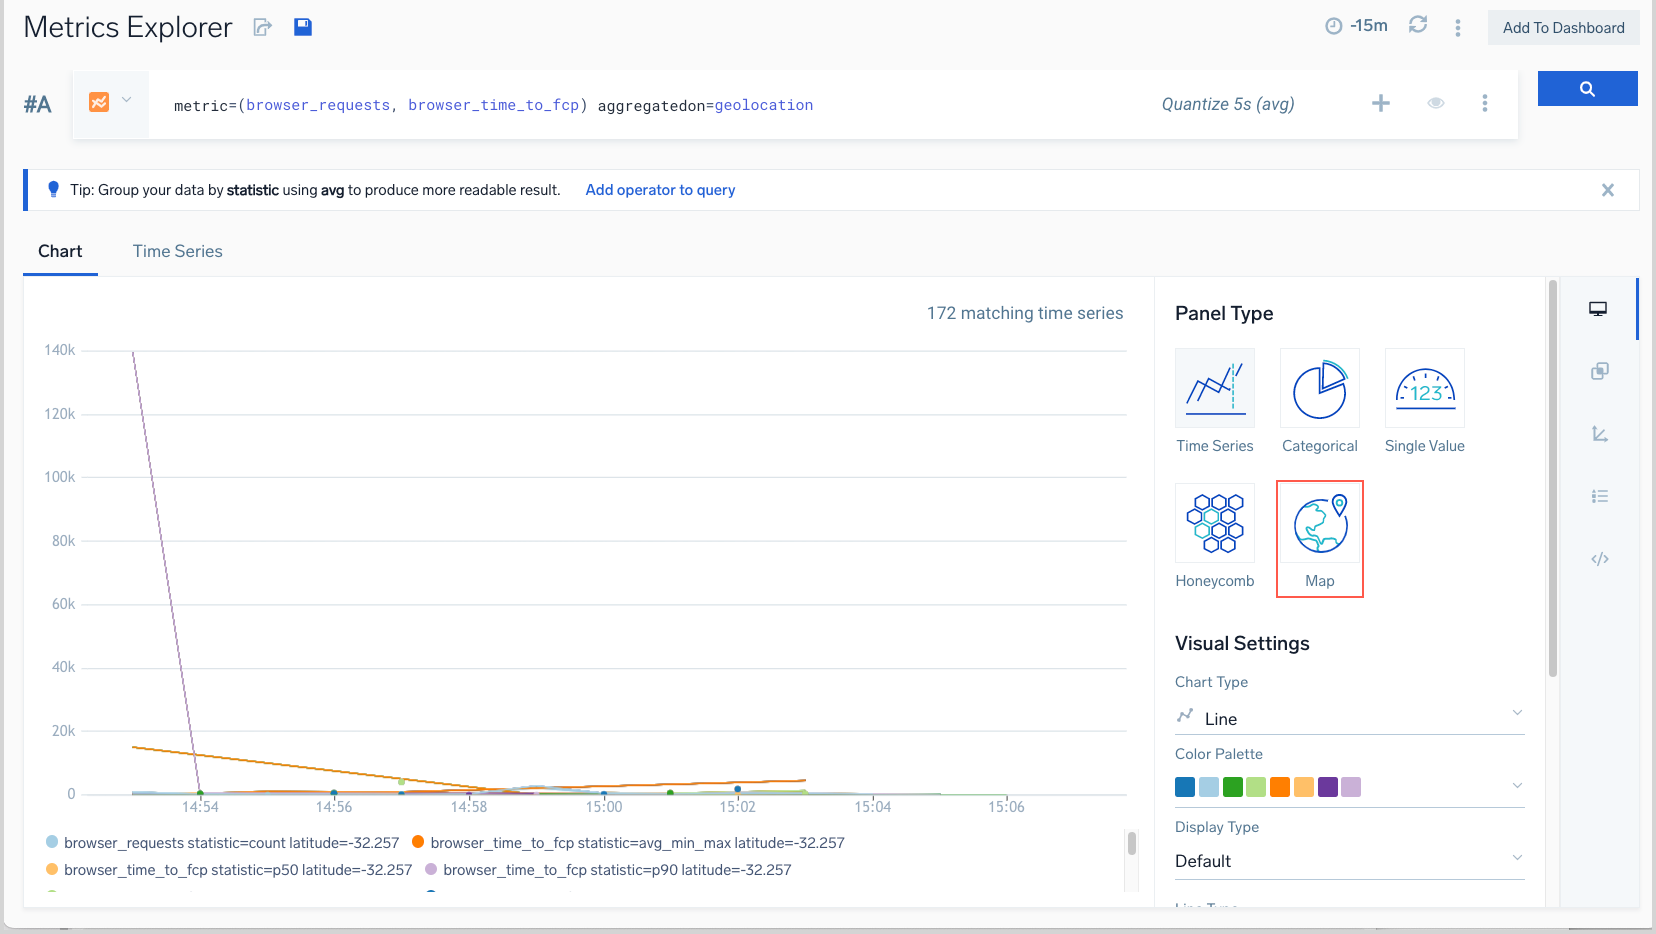 Metrics Explorer
-15m
Add To Dashboard
#A
metric=(browser_requests, browser_time_to_fcp) aggregatedon=geolocation
Quantize 5s (avg)
Tip: Group your data by statistic using avg to produce more readable result. Add operator to query
Chart
Time Series
172 matching time series
140k
120k
100k
80k
60k
40k
20k
0
14:54
14:56
14:58
15:00
15:02
15:04
15:06
browser_requests statistic=count latitude=-32.257
browser_time_to_fcp statistic=avg_min_max latitude=-32.257
browser_time_to_fcp statistic=p50 latitude=-32.257
browser_time_to_fcp statistic=p90 latitude=-32.257
Panel Type
123
Time Series
Categorical
Single Value
Honeycomb
Map
Visual Settings
Chart Type
Line
Color Palette
Display Type
Default